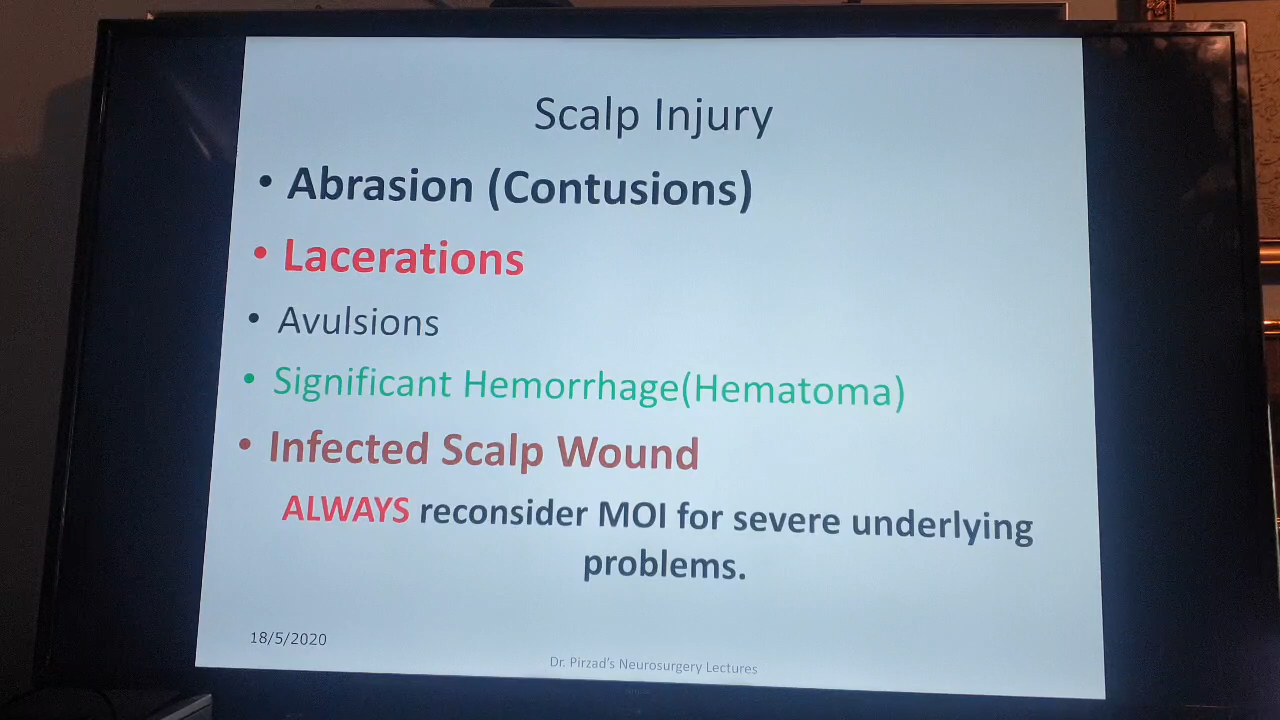 Scalp Injury
• Abrasion (Contusions)
• Lacerations
• Avulsions
• Significant Hemorrhage(Hematoma)
• Infected Scalp Wound
ALWAYS reconsider MOI for severe underlying
problems.
18/5/2020
Dr. Pirzad's Neurosurgery Lectures